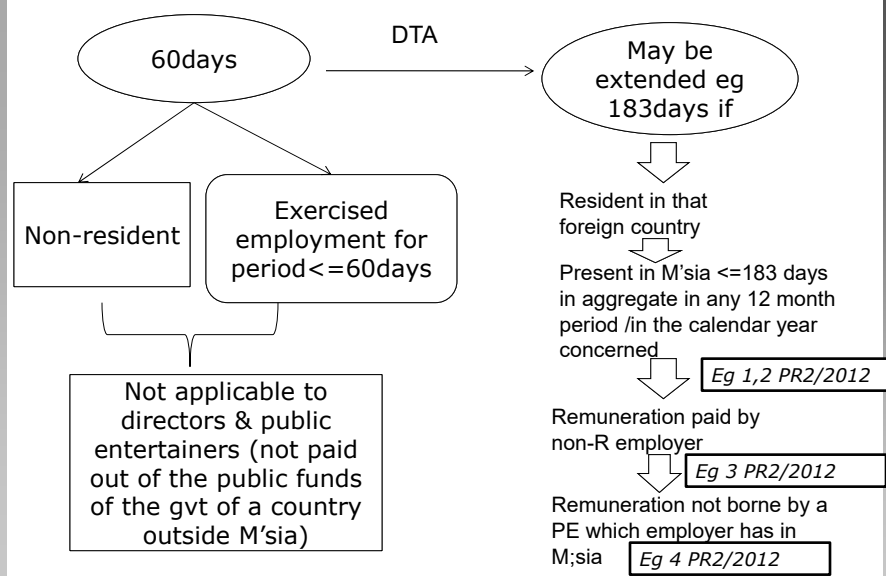 60days
DTA
May be
extended eg
183days if
Non-resident
Exercised
employment for
period<=60days
Not applicable to
directors & public
entertainers (not paid
out of the public funds
of the gvt of a country
outside M'sia)
Resident in that
foreign country
Present in M'sia <=183 days
in aggregate in any 12 month
period /in the calendar year
concerned
Eg 1,2 PR2/2012
Remuneration paid by
non-R employer
Eg 3 PR2/2012
Remuneration not borne by a
PE which employer has in
M;sia
Eg 4 PR2/2012